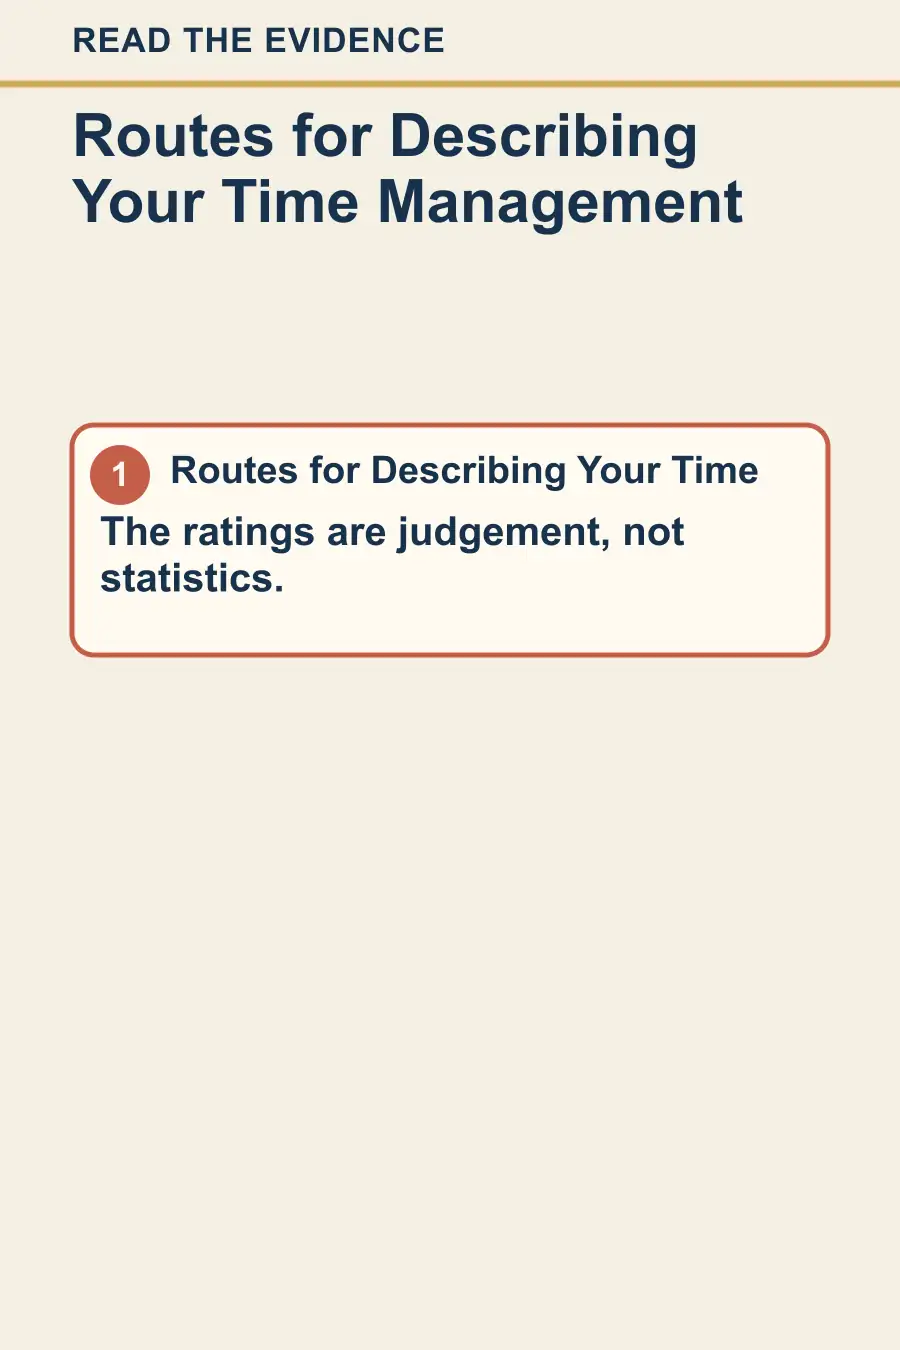 READ THE EVIDENCE
Routes for Describing
Your Time Management
1 Routes for Describing Your Time
The ratings are judgement, not
statistics.